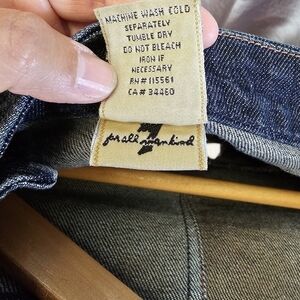 MACHINE WASH COLD
SEPARATELY
TUMBLE DRY
DO NOT BLEACH
IRON IF
NECESSARY
RN# 115561
CA# 34460
7
for all mankind